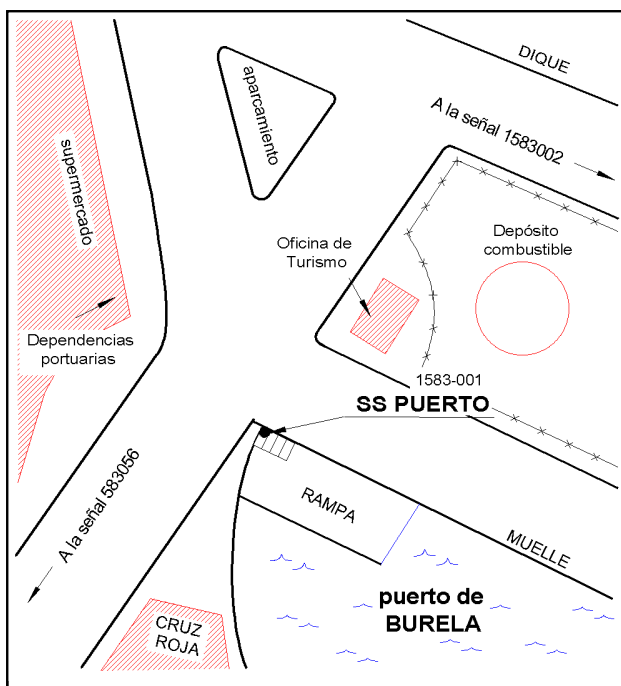 DIQUE
aparcamiento
A la señal 1583002
supermercado
Oficina de
Turismo
Depósito
combustible
Dependencias
portuarias
1583-001
SS PUERTO
A la señal 583056
RAMPA
MUELLE
puerto de
BURELA
CRUZ
ROJA